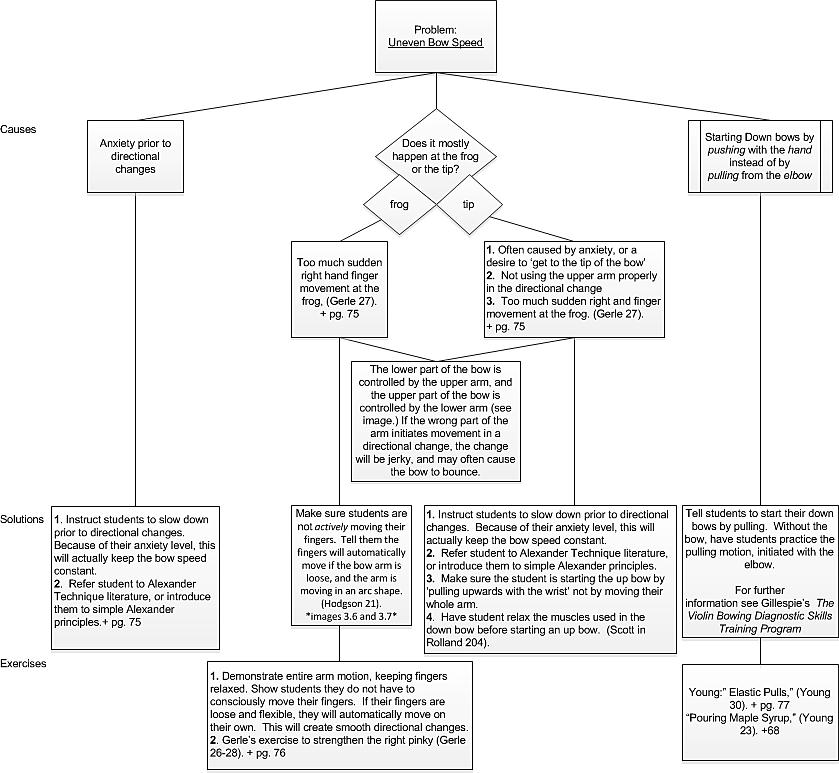 Problem:
Uneven Bow Speed
Causes
Anxiety prior to
directional
changes
Does it mostly
happen at the frog
or the tip?
frog
tip
Starting Down bows by
pushing with the hand
instead of by
pulling from the elbow
Too much sudden
right hand finger
movement at the
frog, (Gerle 27).
+ pg. 75
1. Often caused by anxiety, or a
desire to 'get to the tip of the bow'
2. Not using the upper arm properly
in the directional change
3. Too much sudden right and finger
movement at the frog. (Gerle 27).
+ pg. 75
The lower part of the bow is
controlled by the upper arm, and
the upper part of the bow is
controlled by the lower arm (see
image.) If the wrong part of the
arm initiates movement in a
directional change, the change
will be jerky, and may often cause
the bow to bounce.
Solutions
1. Instruct students to slow down
prior to directional changes.
Because of their anxiety level, this
will actually keep the bow speed
constant.
2. Refer student to Alexander
Technique literature, or introduce
them to simple Alexander
principles.+ pg. 75
Make sure students are
not actively moving their
fingers. Tell them the
fingers will automatically
move if the bow arm is
loose, and the arm is
moving in an arc shape.
(Hodgson 21).
*images 3.6 and 3.7*
1. Instruct students to slow down prior to directional
changes. Because of their anxiety level, this will
actually keep the bow speed constant.
2. Refer student to Alexander Technique literature,
or introduce them to simple Alexander principles.
3. Make sure the student is starting the up bow by
'pulling upwards with the wrist' not by moving their
whole arm.
4. Have student relax the muscles used in the
down bow before starting an up bow. (Scott in
Rolland 204).
Tell students to start their down
bows by pulling. Without the
bow, have students practice the
pulling motion, initiated with the
elbow.
For further
information see Gillespie's The
Violin Bowing Diagnostic Skills
Training Program
Exercises
1. Demonstrate entire arm motion, keeping fingers
relaxed. Show students they do not have to
consciously move their fingers. If their fingers are
loose and flexible, they will automatically move on
their own. This will create smooth directional changes.
2. Gerle's exercise to strengthen the right pinky (Gerle
26-28). + pg. 76
Young:" Elastic Pulls," (Young
30). + pg. 77
"Pouring Maple Syrup," (Young
23). +68